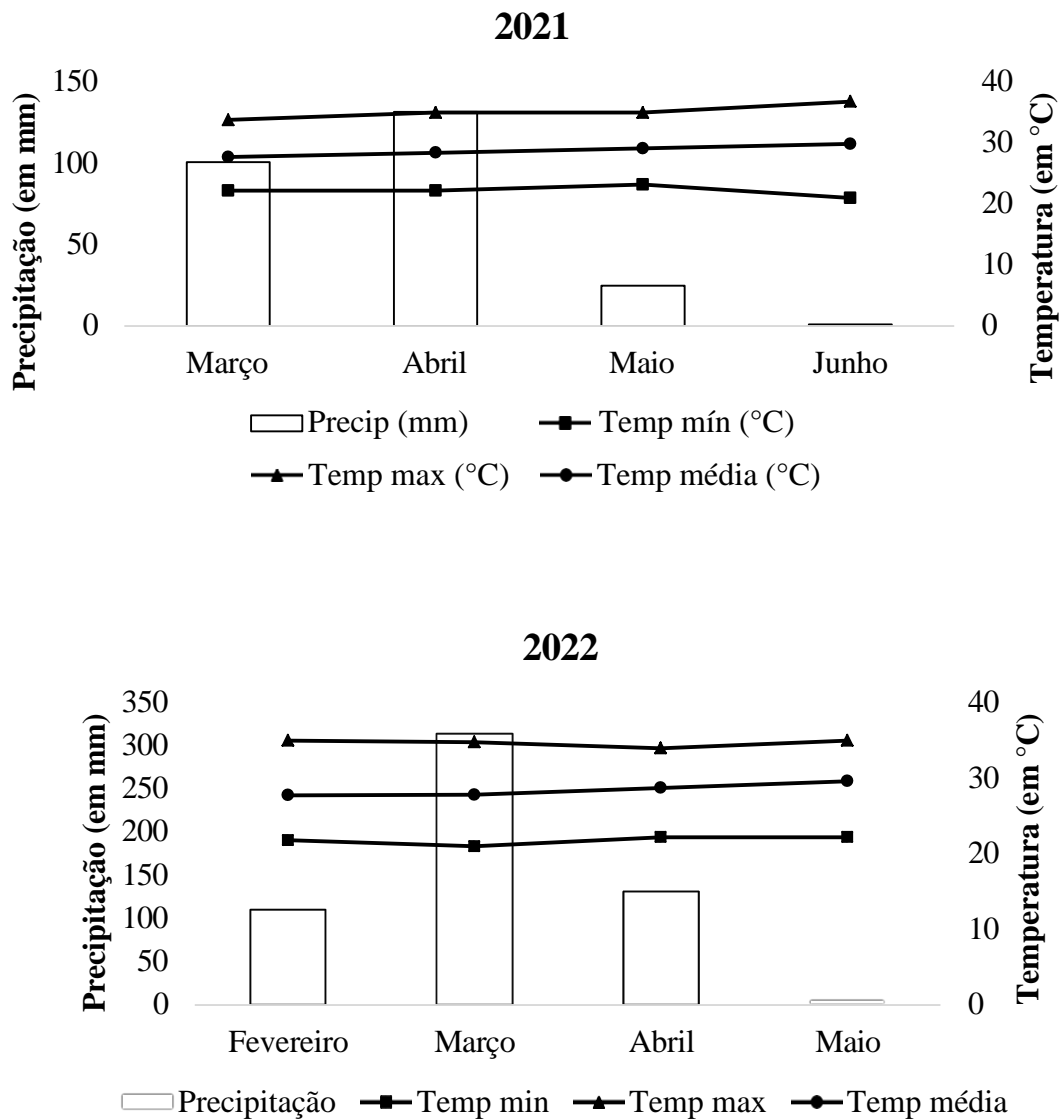 2021
Precipitação (em mm)
150
100
50
0
40
30
20
10
0
Temperatura (em °C)
Março Abril Maio Junho
Precip (mm) Temp mín (°C)
Temp max (°C) Temp média (°C)
2022
Precipitação (em mm)
350
300
250
200
150
100
50
0
40
30
20
10
0
Temperatura (em °C)
Fevereiro Março Abril Maio
Precipitação Temp min Temp max Temp média